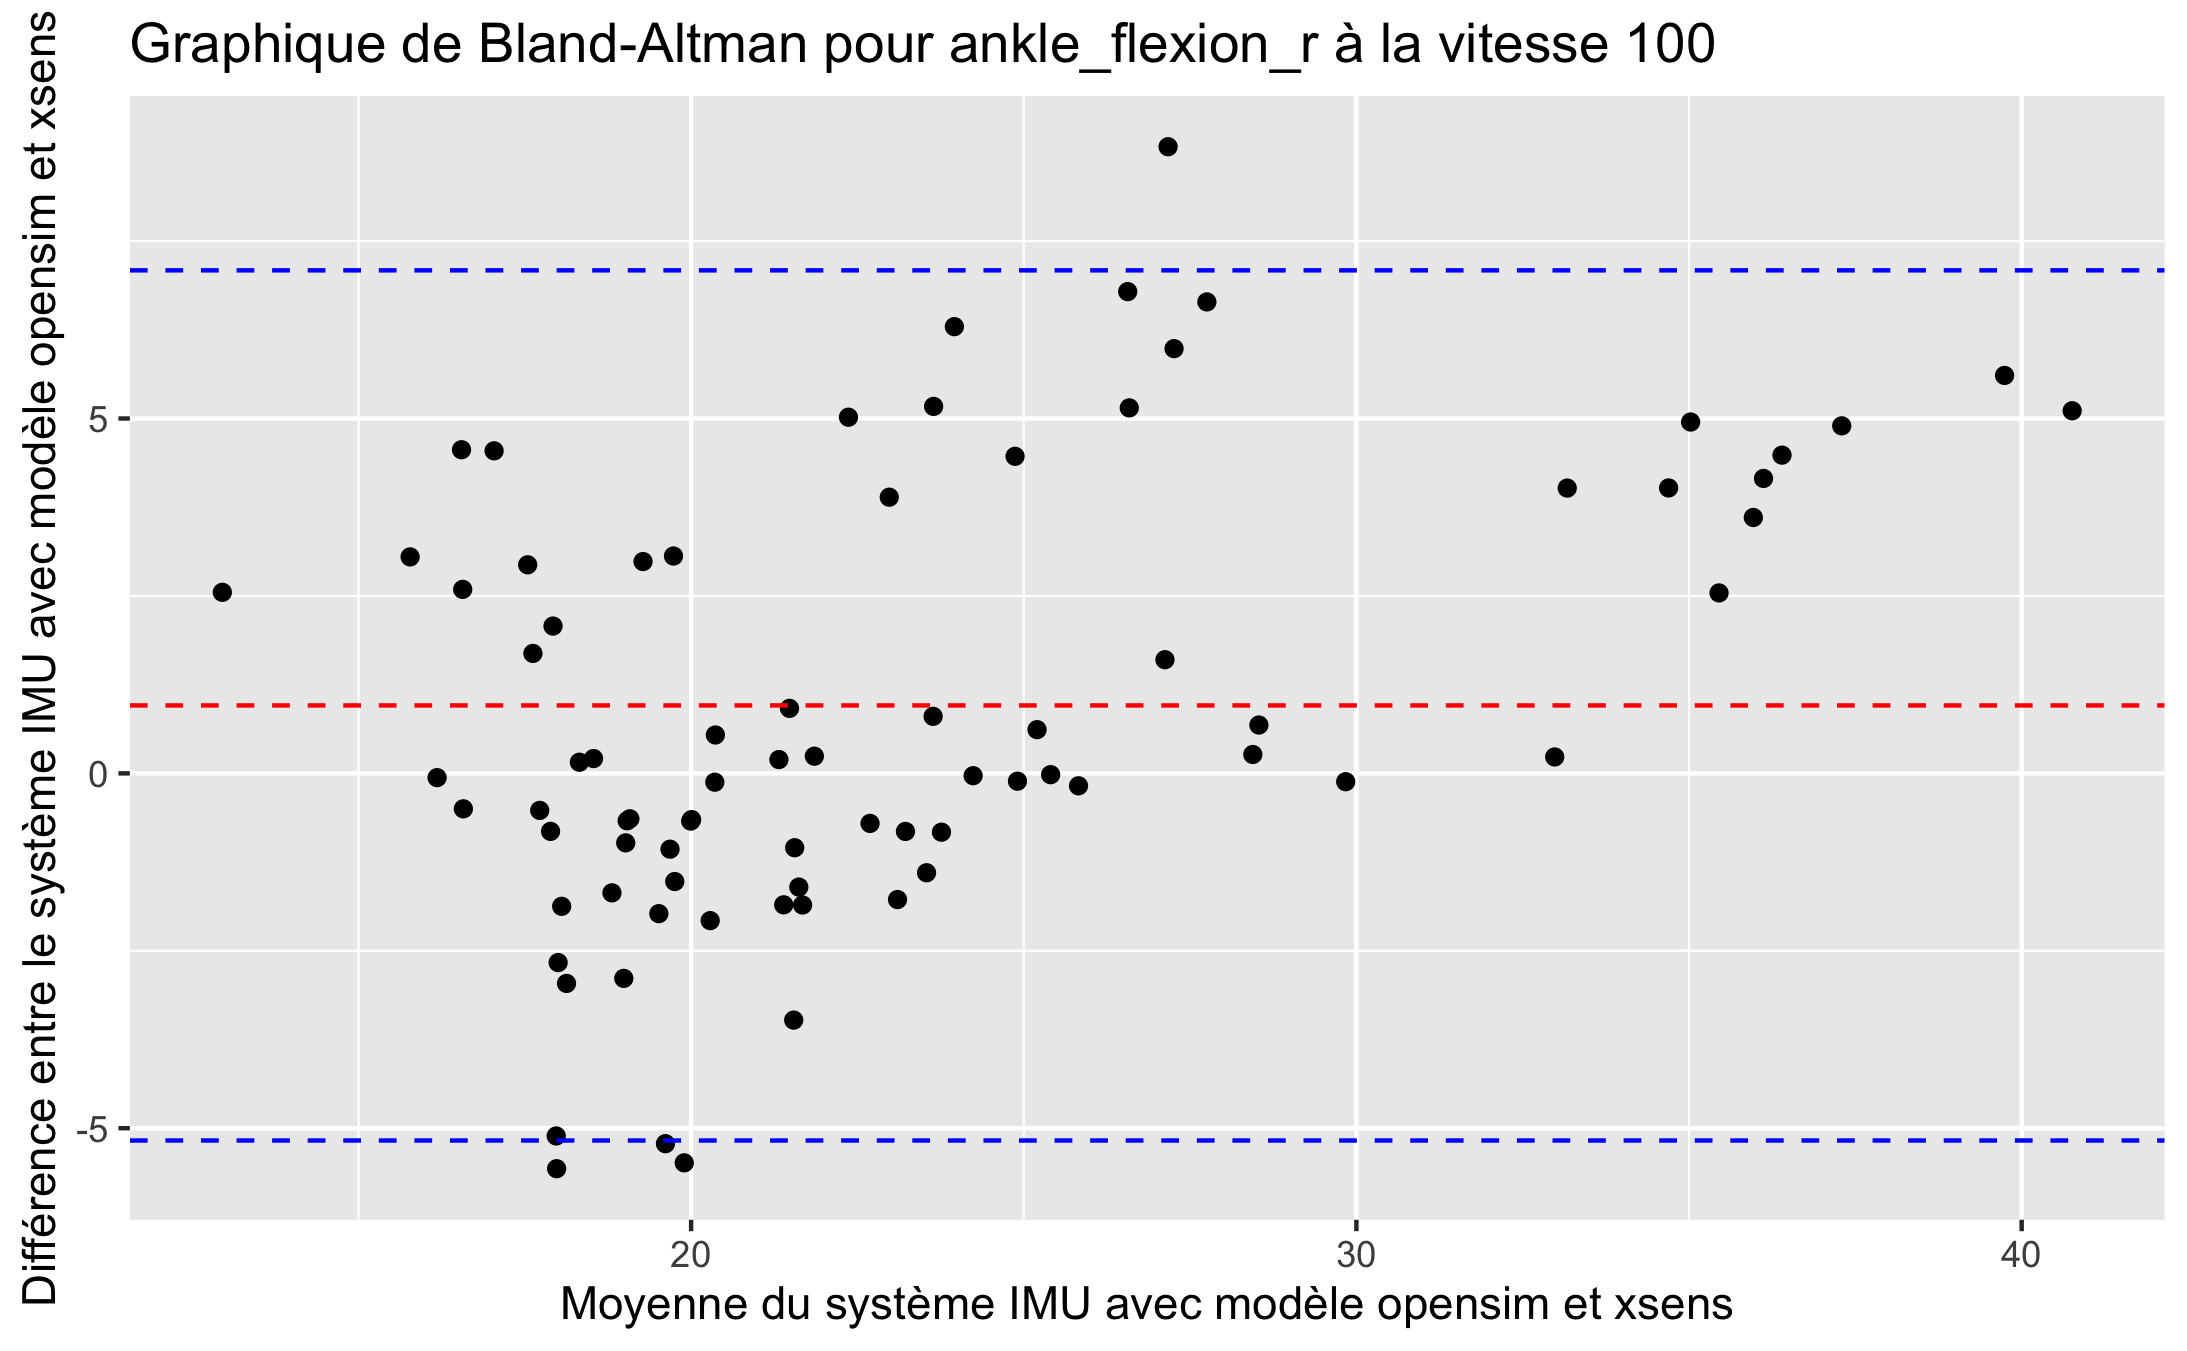 Graphique de Bland-Altman pour ankle_flexion_r à la vitesse 100
Différence entre le système IMU avec modèle opensim et xsens
5
0
-5
20
30
40
Moyenne du système IMU avec modèle opensim et xsens